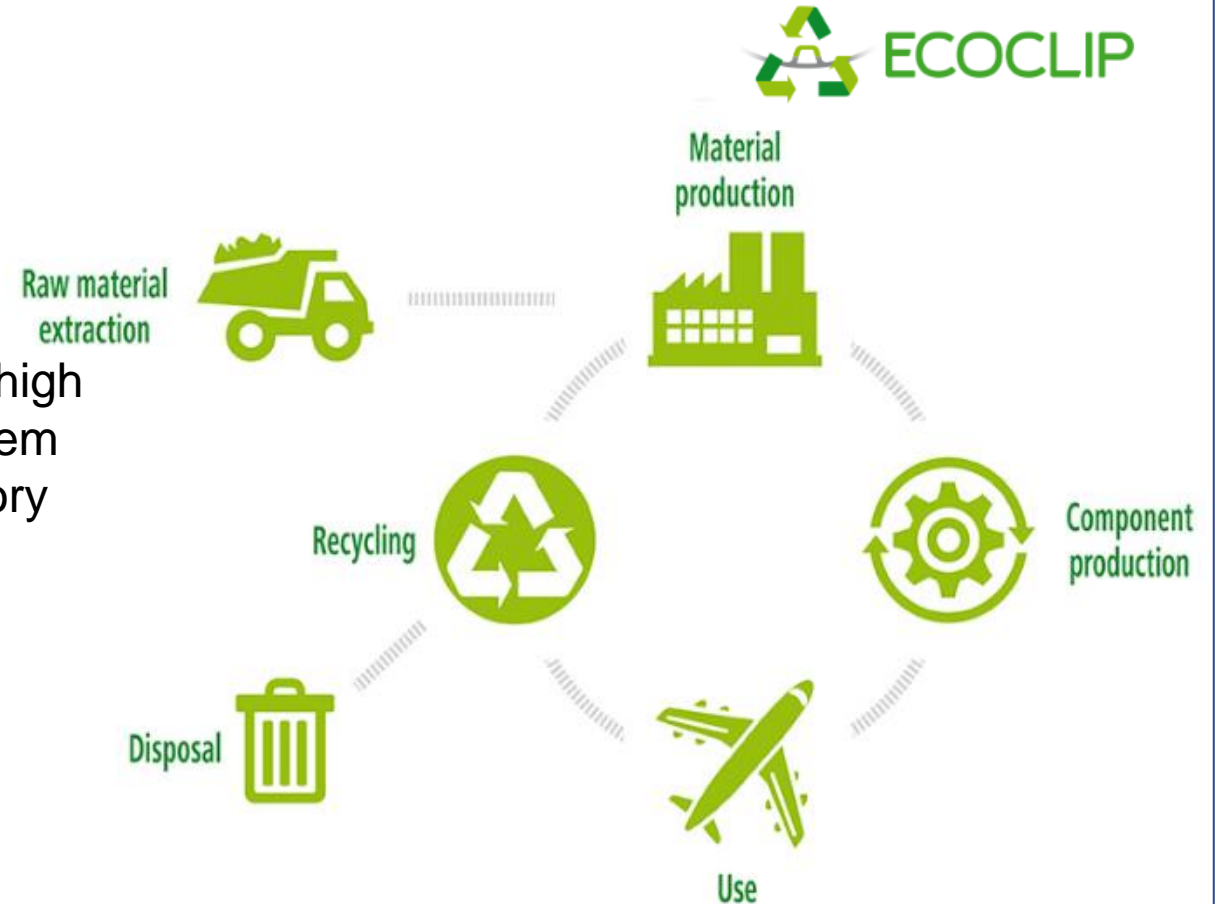 ECOCLIP
Material
production
Raw material
extraction
high
em
ory
Recycling
Component
production
Disposal
Use